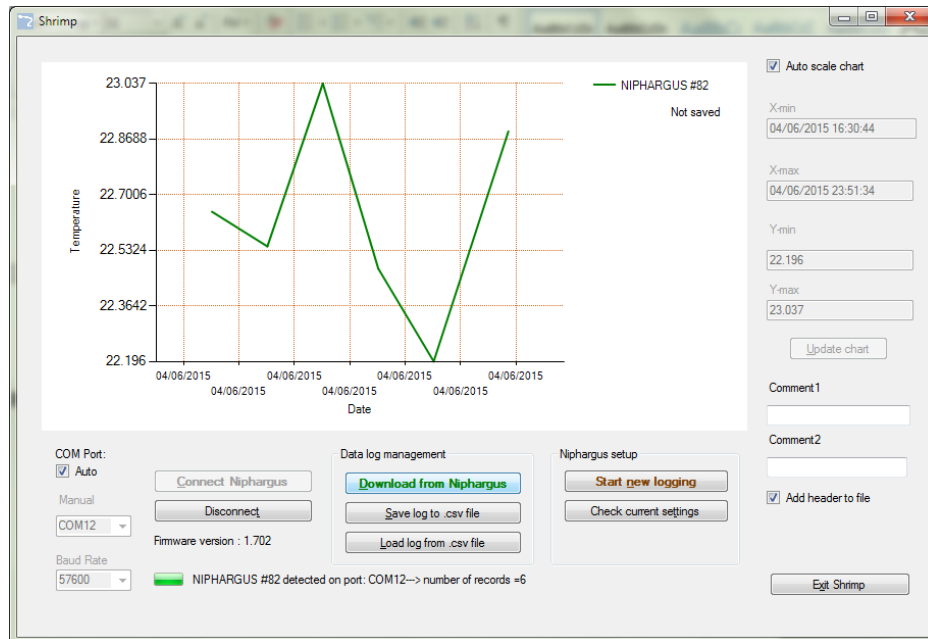 Shrimp
23.037
22.8688
22.7006
22.5324
22.3642
22.196
Temperature
04/06/2015 04/06/2015 04/06/2015 04/06/2015
04/06/2015 04/06/2015 04/06/2015
Date
NIPHARGUS #82
Not saved
Auto scale chart
X-min
04/06/2015 16:30:44
X-max
04/06/2015 23:51:34
Y-min
22.196
Y-max
23.037
Update chart
Comment1
Comment2
Add header to file
Exit Shrimp
COM Port:
Auto
Manual
COM12
Baud Rate
57600
Connect Niphargus
Disconnect
Firmware version : 1.702
Data log management
Download from Niphargus
Save log to .csv file
Load log from .csv file
Niphargus setup
Start new logging
Check current settings
NIPHARGUS #82 detected on port: COM12---> number of records =6